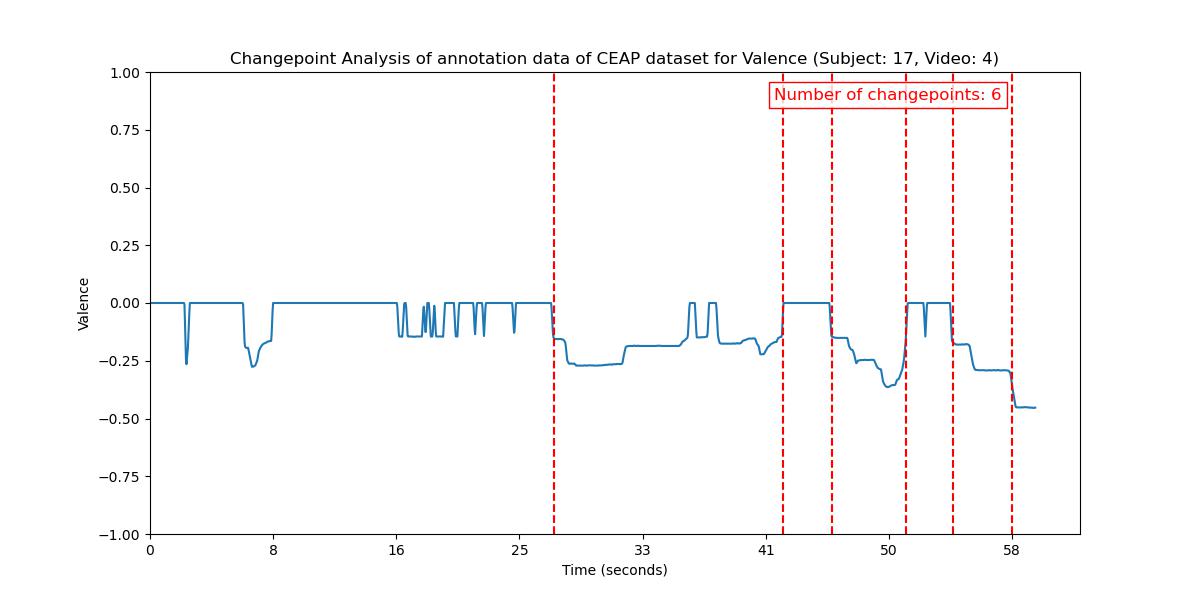 Changepoint Analysis of annotation data of CEAP dataset for Valence (Subject: 17, Video: 4)
Number of changepoints: 6
Valence
1.00
0.75
0.50
0.25
0.00
−0.25
−0.50
−0.75
−1.00
0 8 16 25 33 41 50 58
Time (seconds)